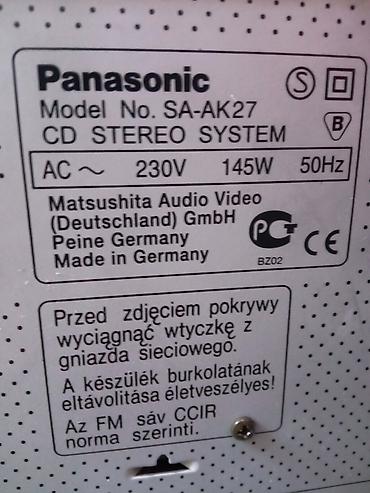 Panasonic
Model No. SA-AK27
CD STEREO SYSTEM
AC ~ 230V 145W 50Hz
Matsushita Audio Video
(Deutschland) GmbH
Peine Germany
Made in Germany
S
B
PCT
BZ02
CE
Przed zdjęciem pokrywy
wyciągnąć wtyczkę z
gniazda sieciowego.
A készülék burkolatának
eltávolítása életveszélyes!
Az FM sáv CCIR
norma szerinti.